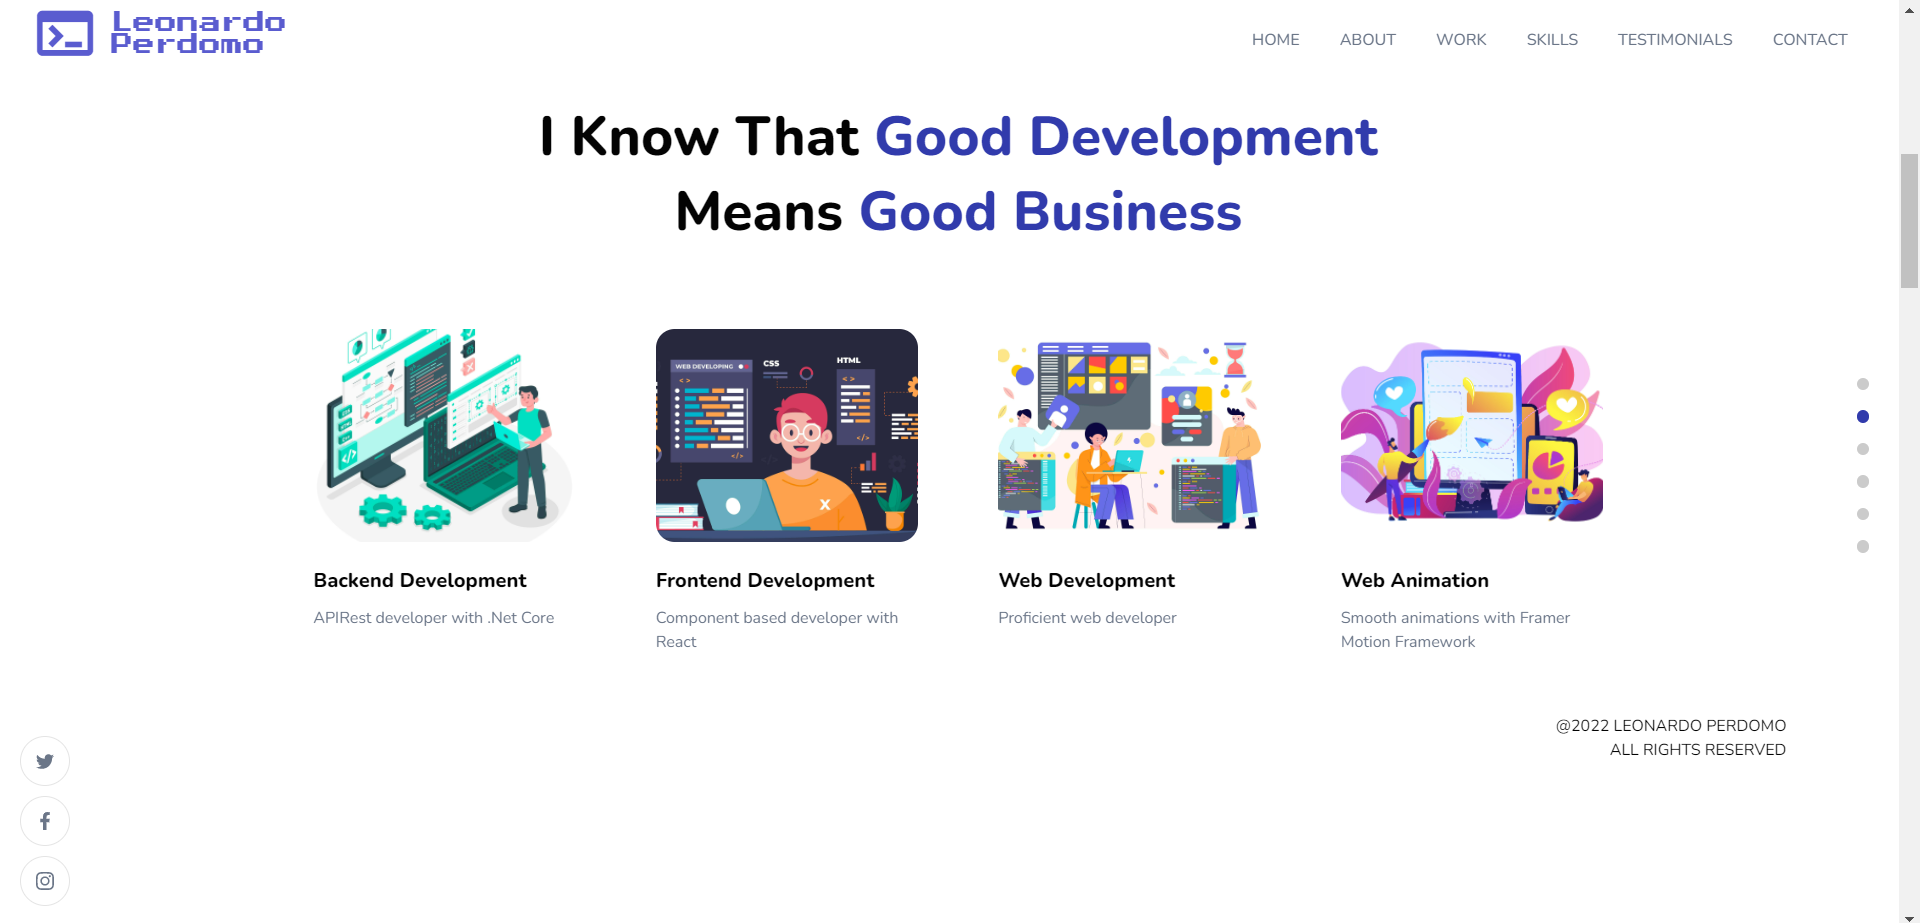 Leonardo
Perdomo
HOME ABOUT WORK SKILLS TESTIMONIALS CONTACT
I Know That Good Development
Means Good Business
WEB DEVELOPING
< >
</>
CSS
HTML
< >
</>
X
</>
Backend Development
APIRest developer with .Net Core
Frontend Development
Component based developer with
React
Web Development
Proficient web developer
Web Animation
Smooth animations with Framer
Motion Framework
@2022 LEONARDO PERDOMO
ALL RIGHTS RESERVED